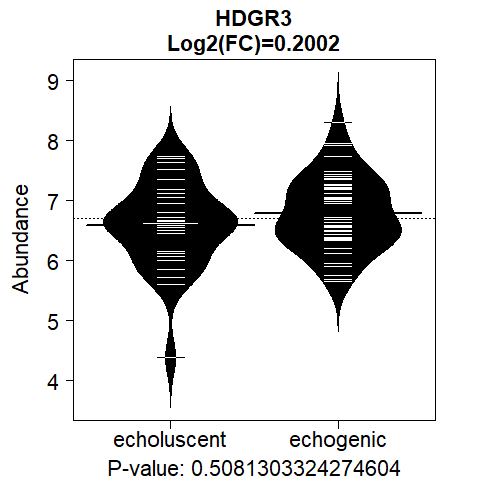 HDGR3
Log2(FC)=0.2002
9
8
7
6
5
4
Abundance
echoluscent echogenic
P-value: 0.5081303324274604